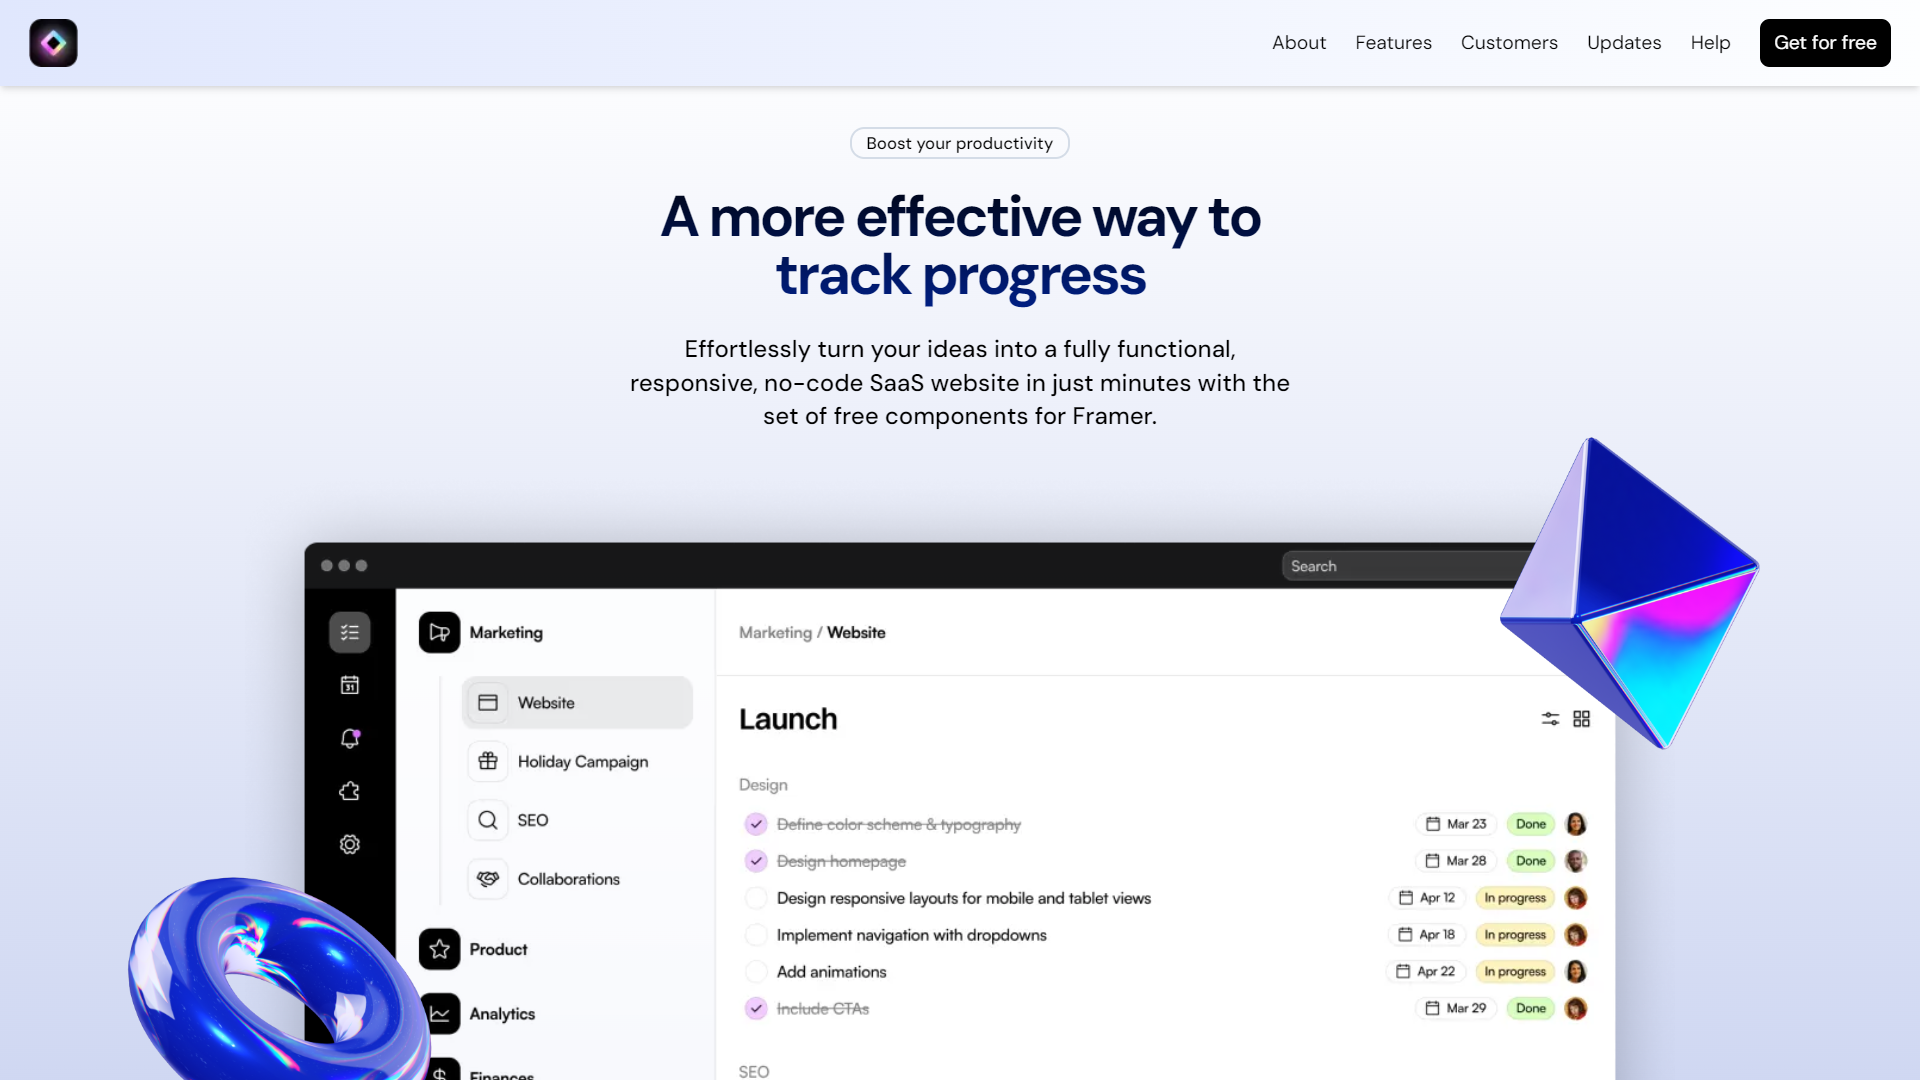 About Features Customers Updates Help Get for free
Boost your productivity
A more effective way to
track progress
Effortlessly turn your ideas into a fully functional,
responsive, no-code SaaS website in just minutes with the
set of free components for Framer.
Search
Marketing
Website
Holiday Campaign
SEO
Collaborations
Product
Analytics
Finances
31
Marketing / Website
Launch
Design
Define color scheme & typography Mar 23 Done
Design homepage Mar 28 Done
Design responsive layouts for mobile and tablet views Apr 12 In progress
Implement navigation with dropdowns Apr 18 In progress
Add animations Apr 22 In progress
Include CTAs Mar 29 Done
SEO